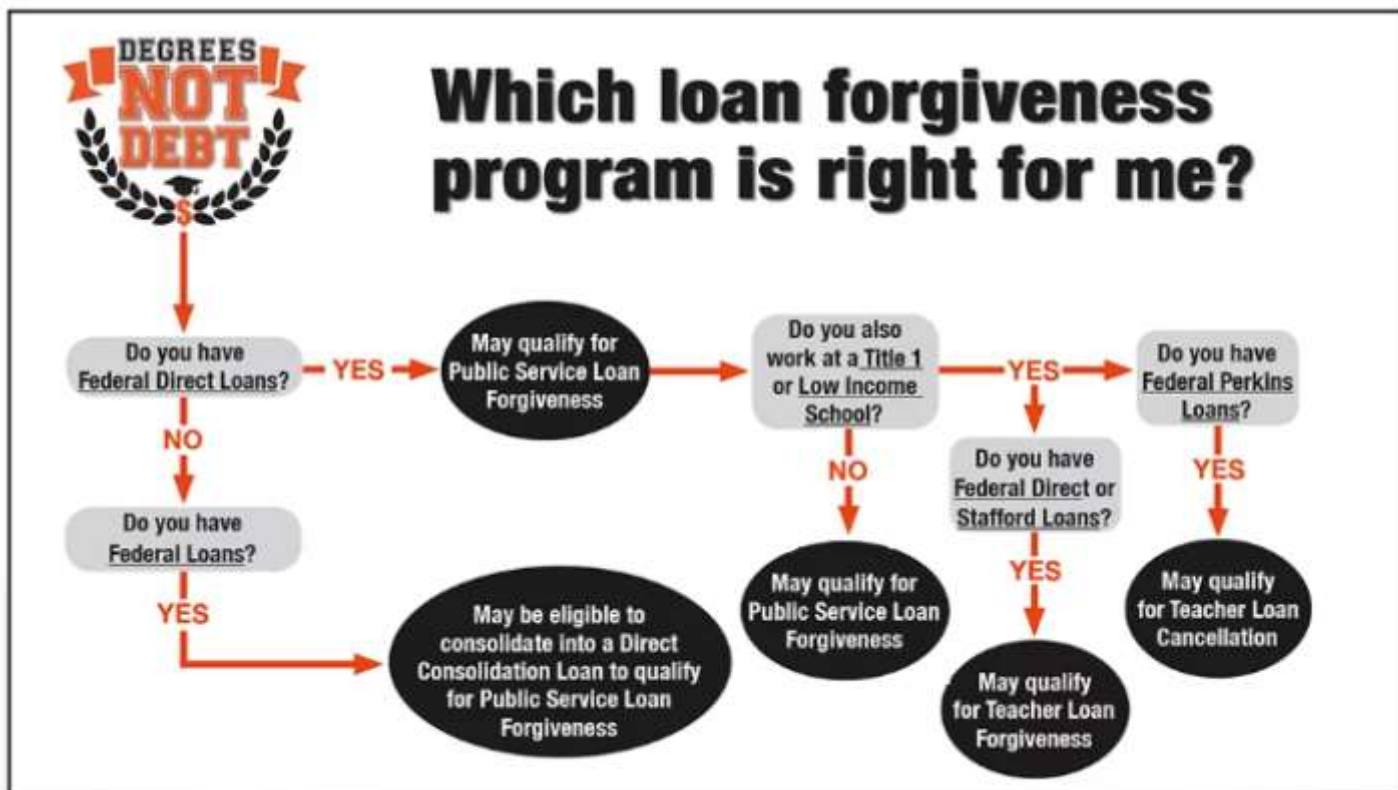 DEGREES
NOT
DEBT
$
Which loan forgiveness
program is right for me?
Do you have
Federal Direct Loans?
YES
May qualify for
Public Service Loan
Forgiveness
Do you also
work at a Title 1
or Low Income
School?
YES
Do you have
Federal Perkins
Loans?
NO
Do you have
Federal Loans?
YES
May be eligible to
consolidate into a Direct
Consolidation Loan to qualify
for Public Service Loan
Forgiveness
NO
May qualify for
Public Service Loan
Forgiveness
Do you have
Federal Direct or
Stafford Loans?
YES
May qualify
for Teacher Loan
Forgiveness
YES
May qualify
for Teacher Loan
Cancellation